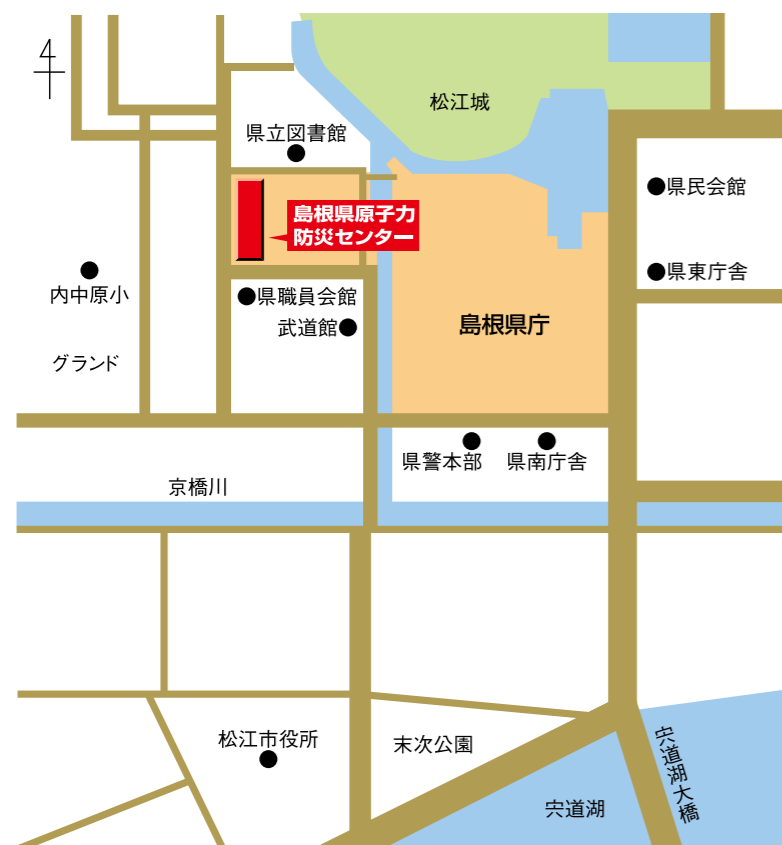 松江城
県立図書館
県民会館
島根県原子力
防災センター
県東庁舎
内中原小
県職員会館
武道館
島根県庁
グランド
県警本部
県南庁舎
京橋川
松江市役所
末次公園
宍道湖大橋
宍道湖